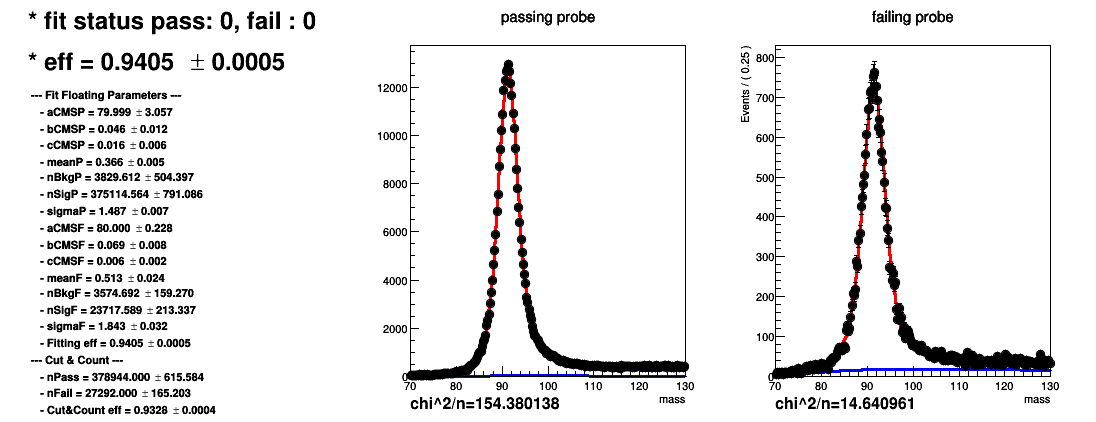 * fit status pass: 0, fail : 0
* eff = 0.9405 ± 0.0005
--- Fit Floating Parameters ---
- aCMSP = 79.999 ± 3.057
- bCMSP = 0.046 ± 0.012
- cCMSP = 0.016 ± 0.006
- meanP = 0.366 ± 0.005
- nBkgP = 3829.612 ± 504.397
- nSigP = 375114.564 ± 791.086
- sigmaP = 1.487 ± 0.007
- aCMSF = 80.000 ± 0.228
- bCMSF = 0.069 ± 0.008
- cCMSF = 0.006 ± 0.002
- meanF = 0.513 ± 0.024
- nBkgF = 3574.692 ± 159.270
- nSigF = 23717.589 ± 213.337
- sigmaF = 1.843 ± 0.032
- Fitting eff = 0.9405 ± 0.0005
--- Cut & Count ---
- nPass = 378944.000 ± 615.584
- nFail = 27292.000 ± 165.203
- Cut&Count eff = 0.9328 ± 0.0004
passing probe
12000
10000
8000
6000
4000
2000
0
70 80 90 100 110 120 130
mass
chi^2/n=154.380138
failing probe
Events / ( 0.25 )
800
700
600
500
400
300
200
100
0
70 80 90 100 110 120 130
mass
chi^2/n=14.640961